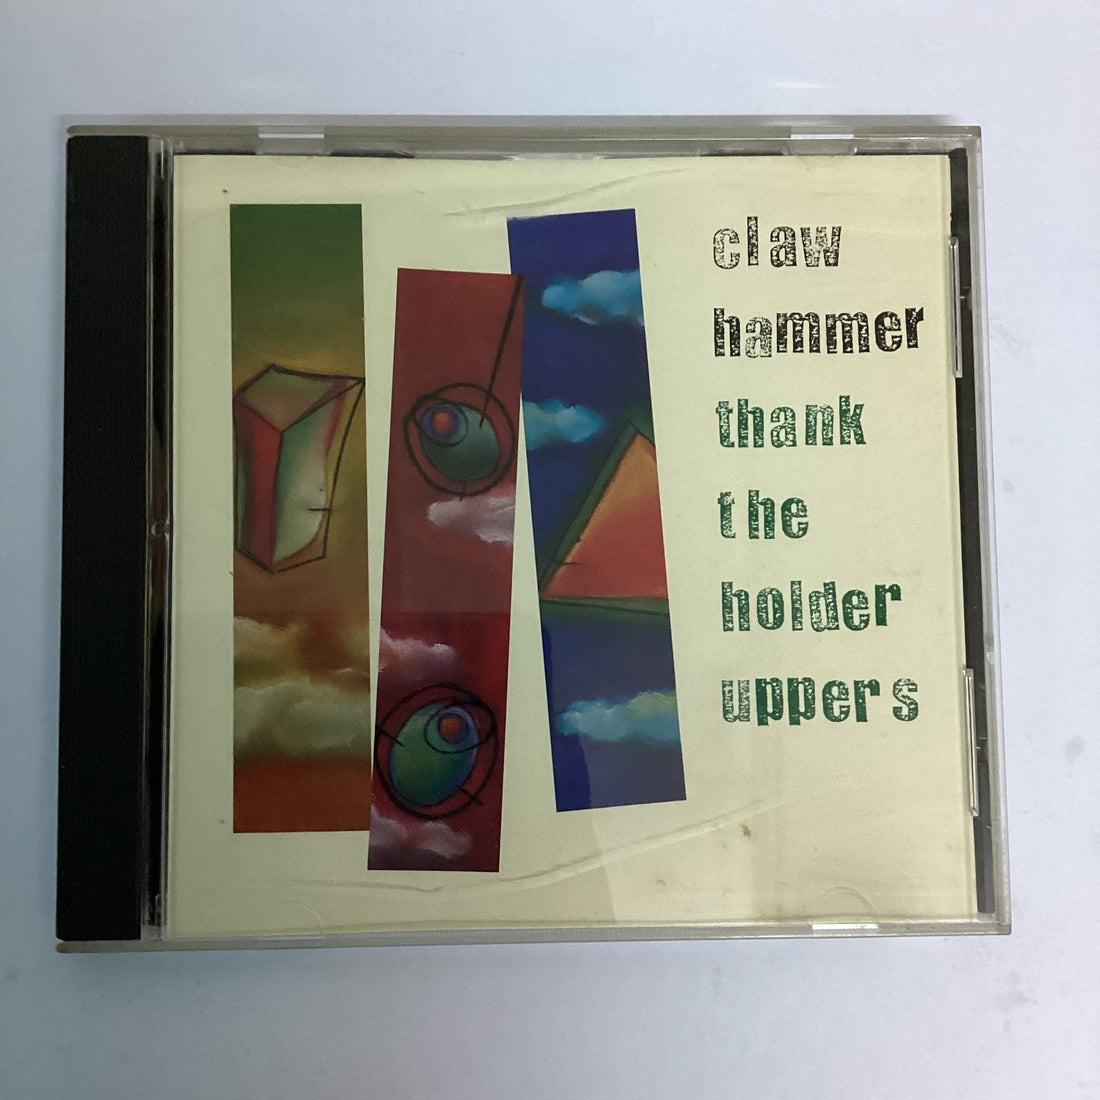 claw
hammer
thank
the
holder
uppers